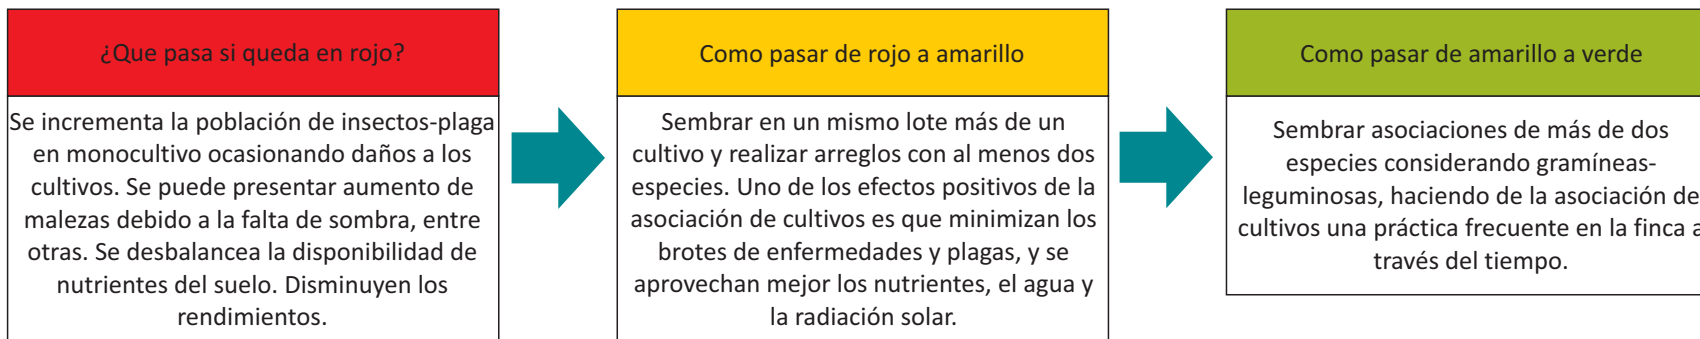 ¿Que pasa si queda en rojo?
Se incrementa la población de insectos-plaga
en monocultivo ocasionando daños a los
cultivos. Se puede presentar aumento de
malezas debido a la falta de sombra, entre
otras. Se desbalancea la disponibilidad de
nutrientes del suelo. Disminuyen los
rendimientos.
Como pasar de rojo a amarillo
Sembrar en un mismo lote más de un
cultivo y realizar arreglos con al menos dos
especies. Uno de los efectos positivos de la
asociación de cultivos es que minimizan los
brotes de enfermedades y plagas, y se
aprovechan mejor los nutrientes, el agua y
la radiación solar.
Como pasar de amarillo a verde
Sembrar asociaciones de más de dos
especies considerando gramíneas-
leguminosas, haciendo de la asociación de
cultivos una práctica frecuente en la finca a
través del tiempo.